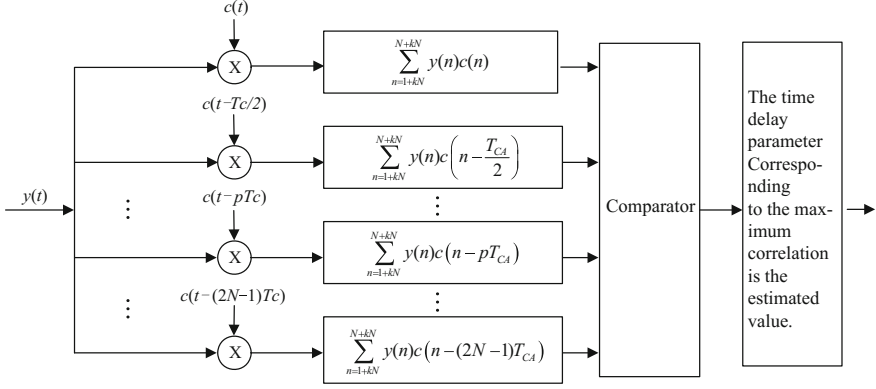 c(t)
X
N+kN
∑ y(n)c(n)
n=1+kN
c(t−Tc/2)
X
N+kN
∑ y(n)c(n − T_CA/2)
n=1+kN
y(t)
⋮
c(t−pTc)
⋮
X
N+kN
∑ y(n)c(n − pT_CA)
n=1+kN
⋮
c(t−(2N−1)Tc)
⋮
X
N+kN
∑ y(n)c(n−(2N−1)T_CA)
n=1+kN
Comparator
The time
delay
parameter
Correspo-
nding
to the max-
imum
correlation
is the
estimated
value.